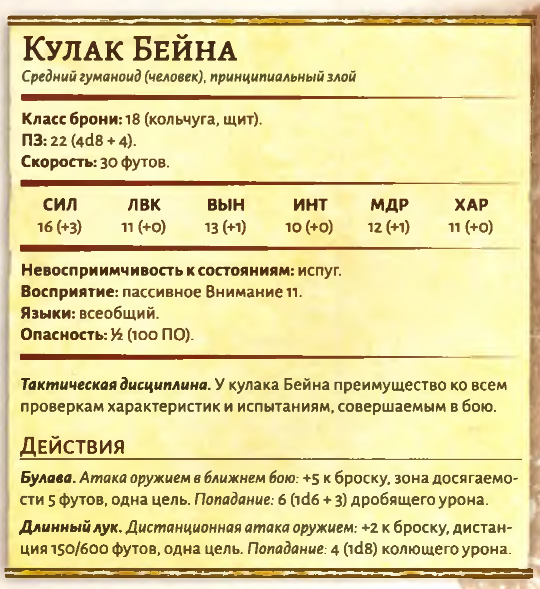 Кулак Бейна
Средний гуманоид (человек), принципиальный злой
Класс брони: 18 (кольчуга, щит).
ПЗ: 22 (4d8 + 4).
Скорость: 30 футов.
СИЛ ЛВК ВЫН ИНТ МДР ХАР
16 (+3) 11 (+0) 13 (+1) 10 (+0) 12 (+1) 11 (+0)
Невосприимчивость к состояниям: испуг.
Восприятие: пассивное Внимание 11.
Языки: всеобщий.
Опасность: ½ (100 ПО).
Тактическая дисциплина. У кулака Бейна преимущество ко всем
проверкам характеристик и испытаниям, совершаемым в бою.
Действия
Булава. Атака оружием в ближнем бою: +5 к броску, зона досягаемо-
сти 5 футов, одна цель. Попадание: 6 (1d6 + 3) дробящего урона.
Длинный лук. Дистанционная атака оружием: +2 к броску, дистан-
ция 150/600 футов, одна цель. Попадание: 4 (1d8) колющего урона.